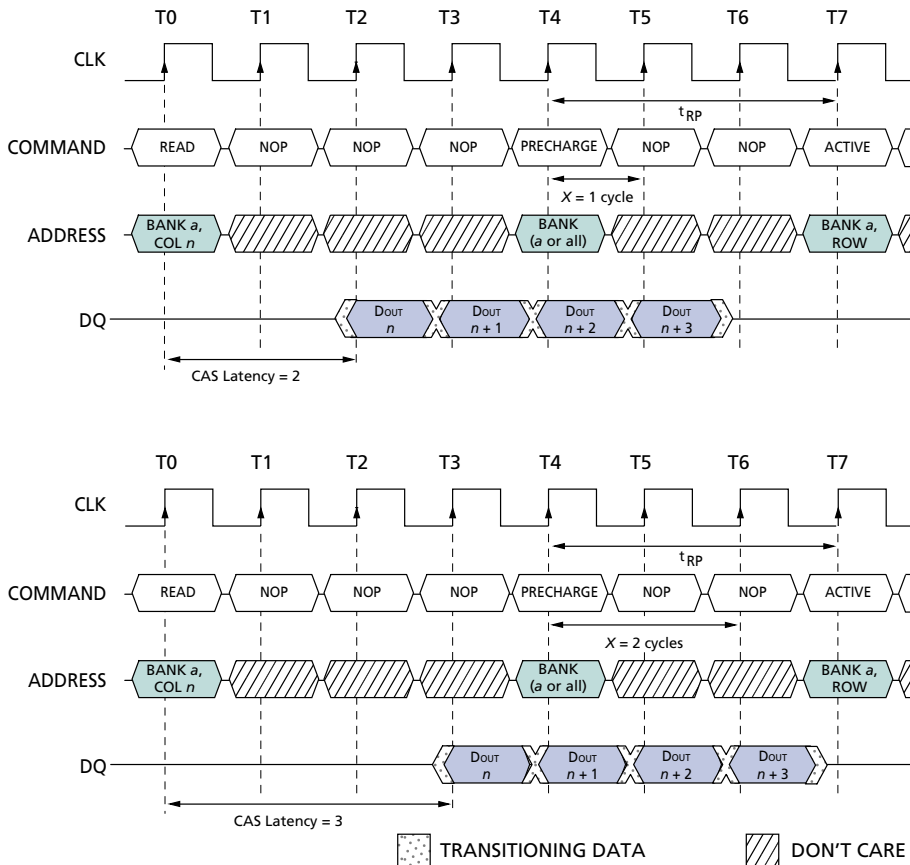 T0 T1 T2 T3 T4 T5 T6 T7
CLK
tRP
COMMAND READ NOP NOP NOP PRECHARGE NOP NOP ACTIVE
X = 1 cycle
ADDRESS BANK a, COL n BANK (a or all) BANK a, ROW
DQ DOUT n DOUT n + 1 DOUT n + 2 DOUT n + 3
CAS Latency = 2
T0 T1 T2 T3 T4 T5 T6 T7
CLK
tRP
COMMAND READ NOP NOP NOP PRECHARGE NOP NOP ACTIVE
X = 2 cycles
ADDRESS BANK a, COL n BANK (a or all) BANK a, ROW
DQ DOUT n DOUT n + 1 DOUT n + 2 DOUT n + 3
CAS Latency = 3
TRANSITIONING DATA DON'T CARE